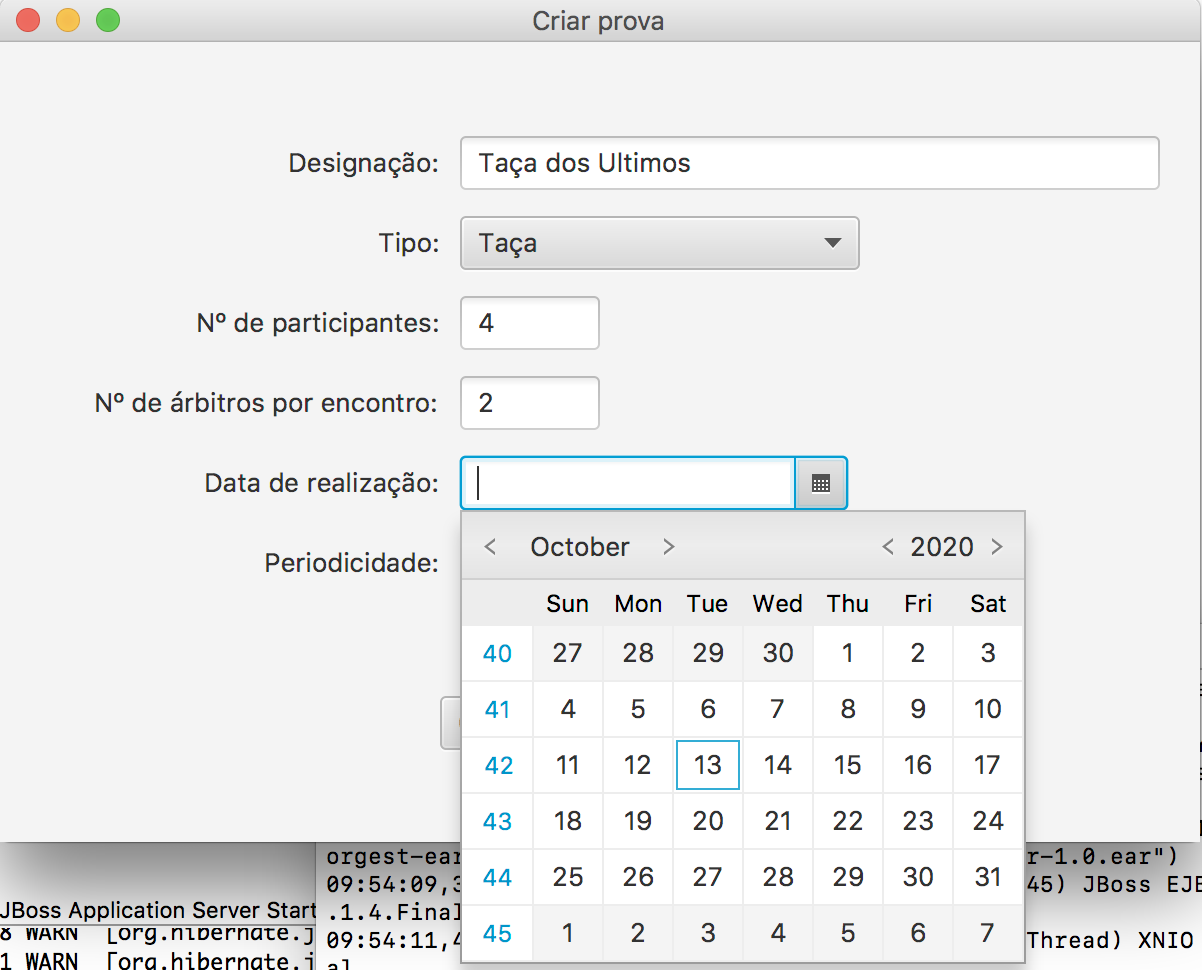 Criar prova
Designação: Taça dos Ultimos
Tipo: Taça
Nº de participantes: 4
Nº de árbitros por encontro: 2
Data de realização:
Periodicidade:
< October > < 2020 >
Sun Mon Tue Wed Thu Fri Sat
40 27 28 29 30 1 2 3
41 4 5 6 7 8 9 10
42 11 12 13 14 15 16 17
43 18 19 20 21 22 23 24
44 25 26 27 28 29 30 31
45 1 2 3 4 5 6 7
orgest-ear r-1.0.ear")
09:54:09,3 45) JBoss EJB
JBoss Application Server Start .1.4.Final
8 WARN [org.hibernate.j 09:54:11,4 Thread) XNIO
1 WARN [org.hibernate.j al